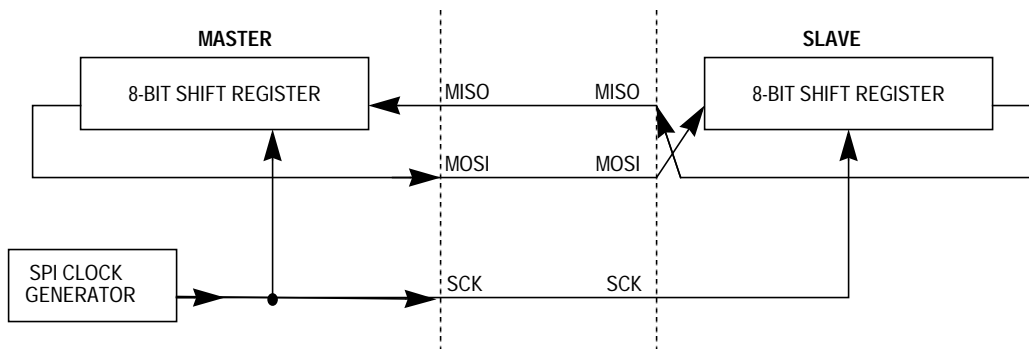 MASTER
SLAVE
8-BIT SHIFT REGISTER
MISO
MISO
8-BIT SHIFT REGISTER
MOSI
MOSI
SPI CLOCK
GENERATOR
SCK
SCK